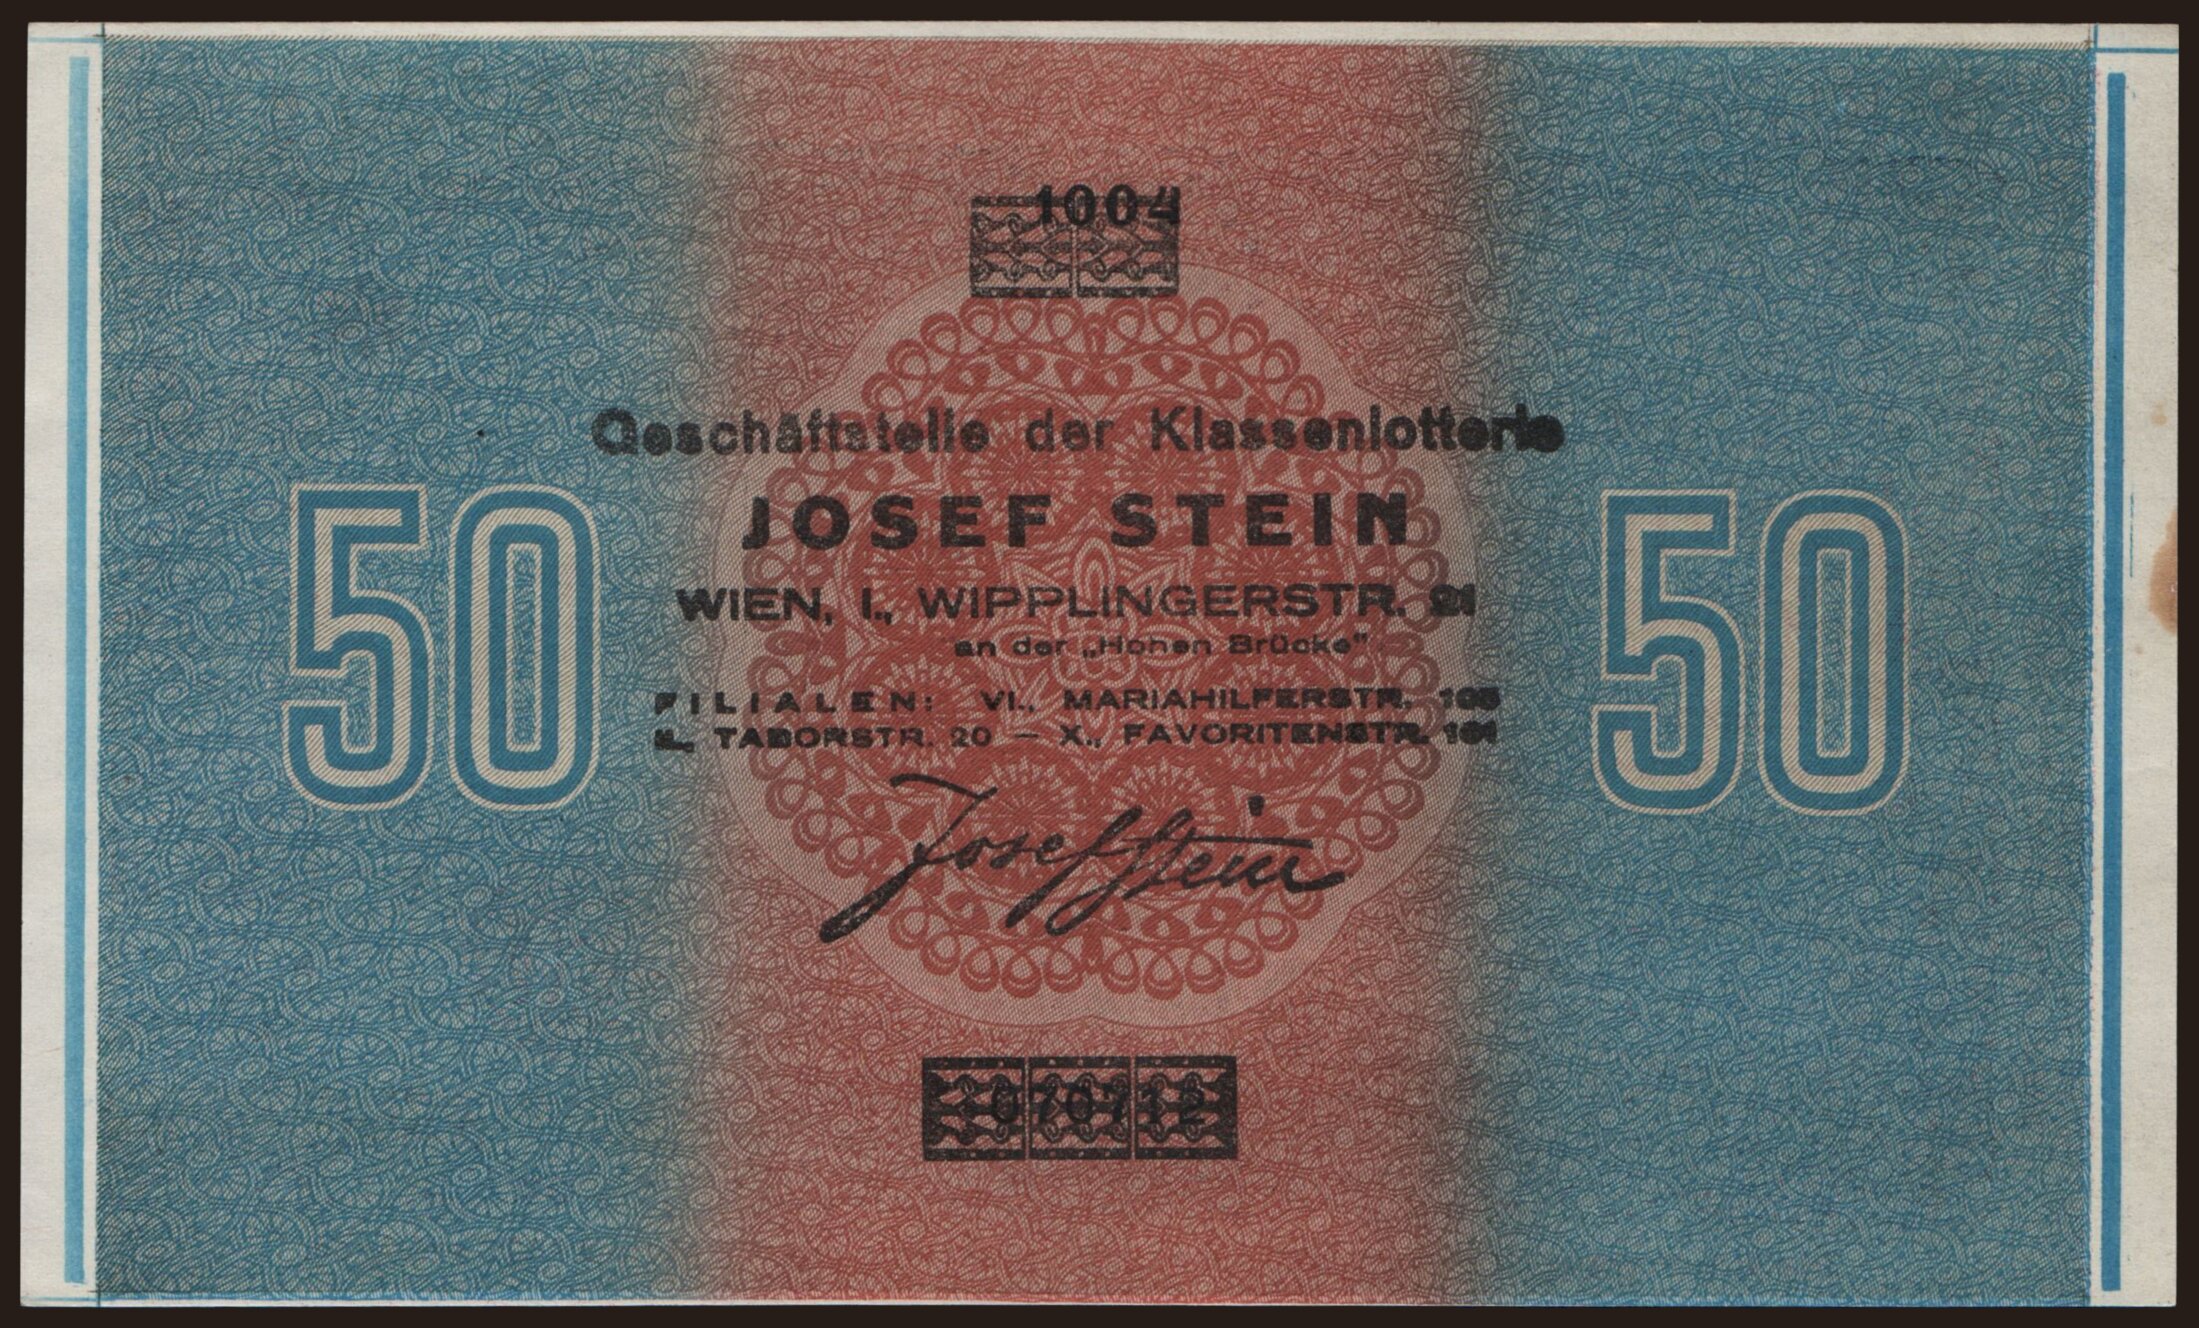 1004
Geschäftstelle der Klassenlotterie
50 50
JOSEF STEIN
WIEN, I., WIPPLINGERSTR. 21
an der „Hohen Brücke"
FILIALEN: VI., MARIAHILFERSTR. 105
II., TABORSTR. 20 — X., FAVORITENSTR.
Josef Stein
070712